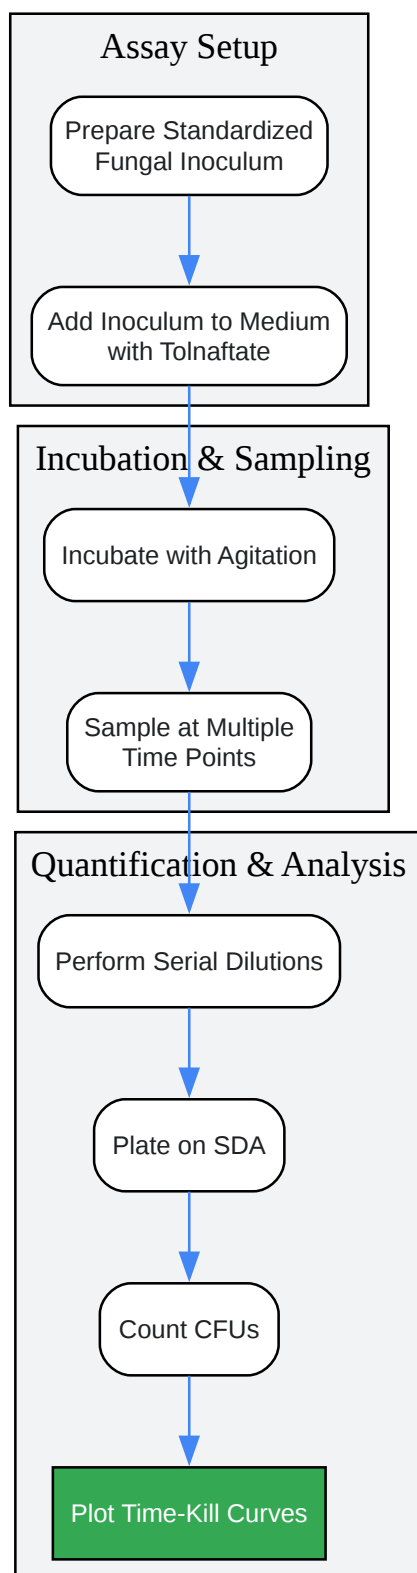 Assay Setup
Prepare Standardized
Fungal Inoculum
Add Inoculum to Medium
with Tolnaftate
Incubation & Sampling
Incubate with Agitation
Sample at Multiple
Time Points
Quantification & Analysis
Perform Serial Dilutions
Plate on SDA
Count CFUs
Plot Time-Kill Curves